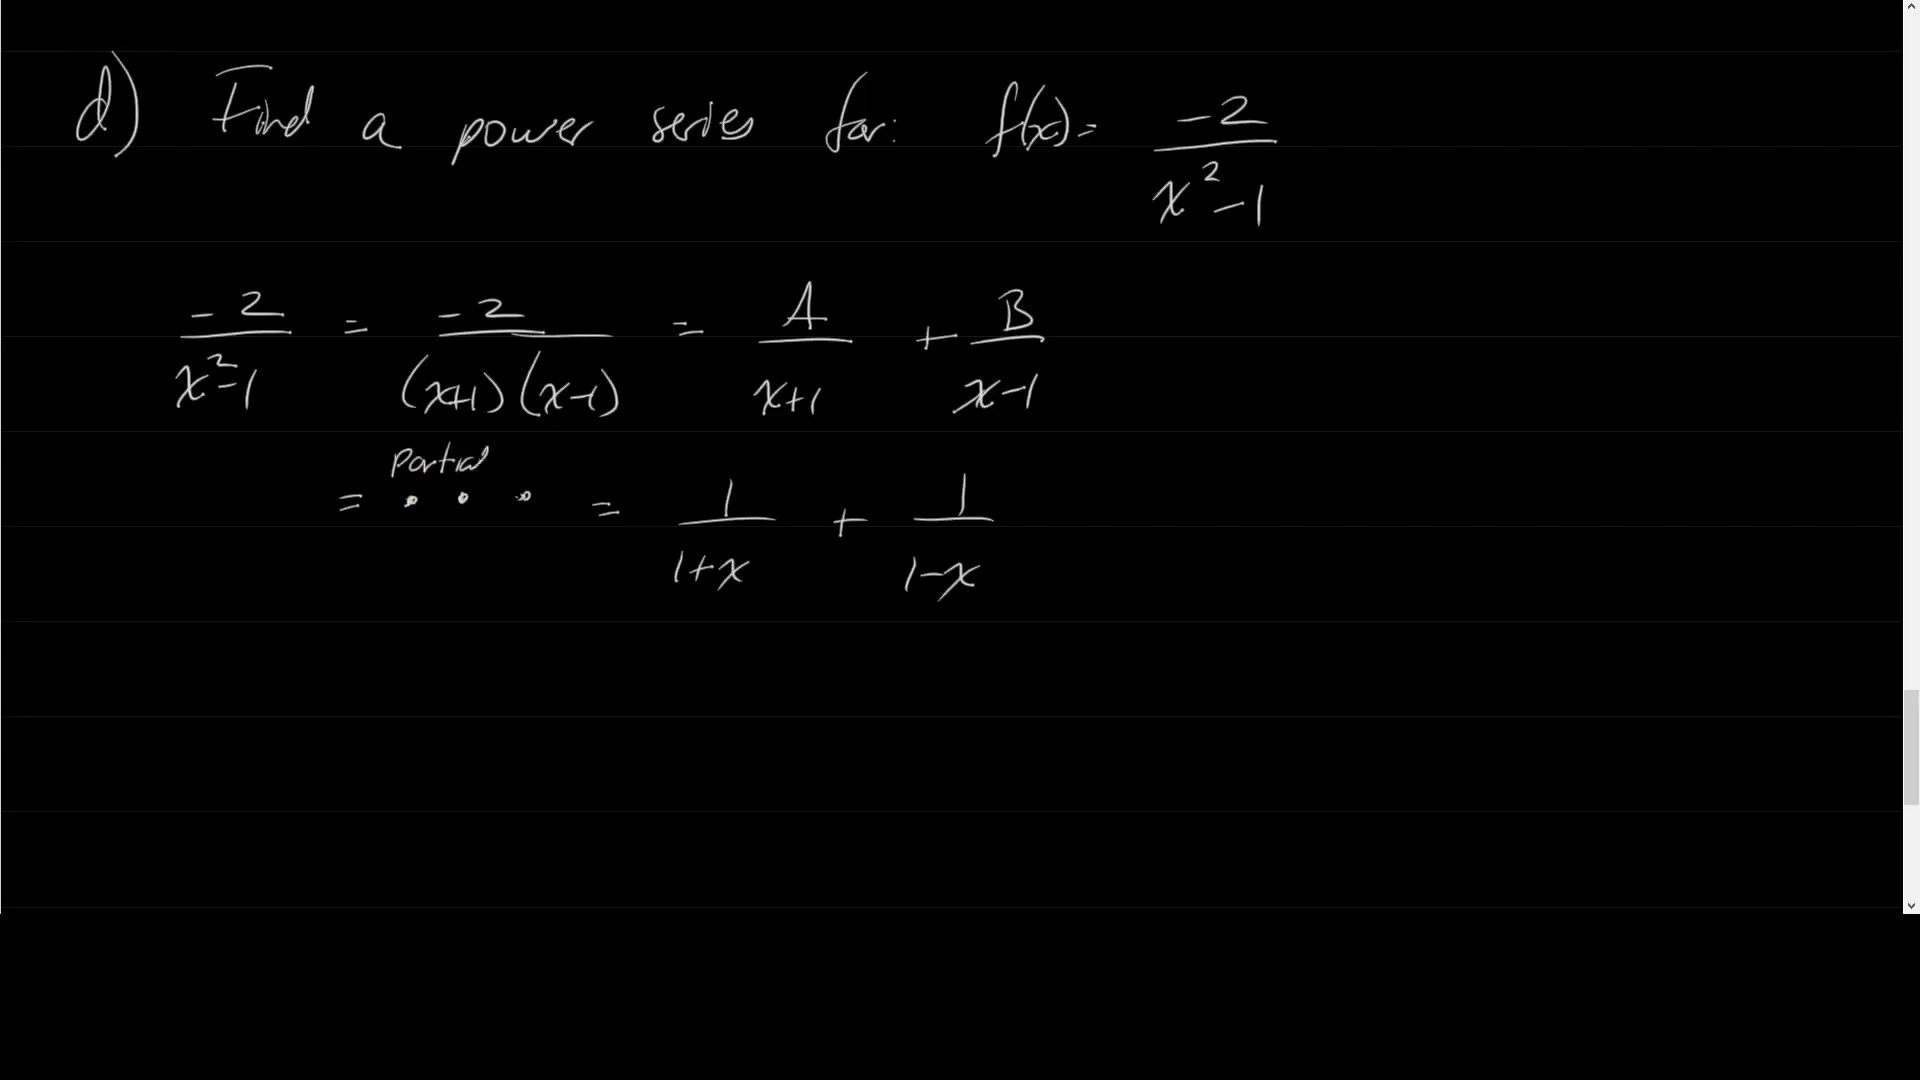 d) Find a power series for: f(x) = -2/(x²-1)
-2/(x²-1) = -2/((x+1)(x-1)) = A/(x+1) + B/(x-1)
partial
= . . . = 1/(1+x) + 1/(1-x)